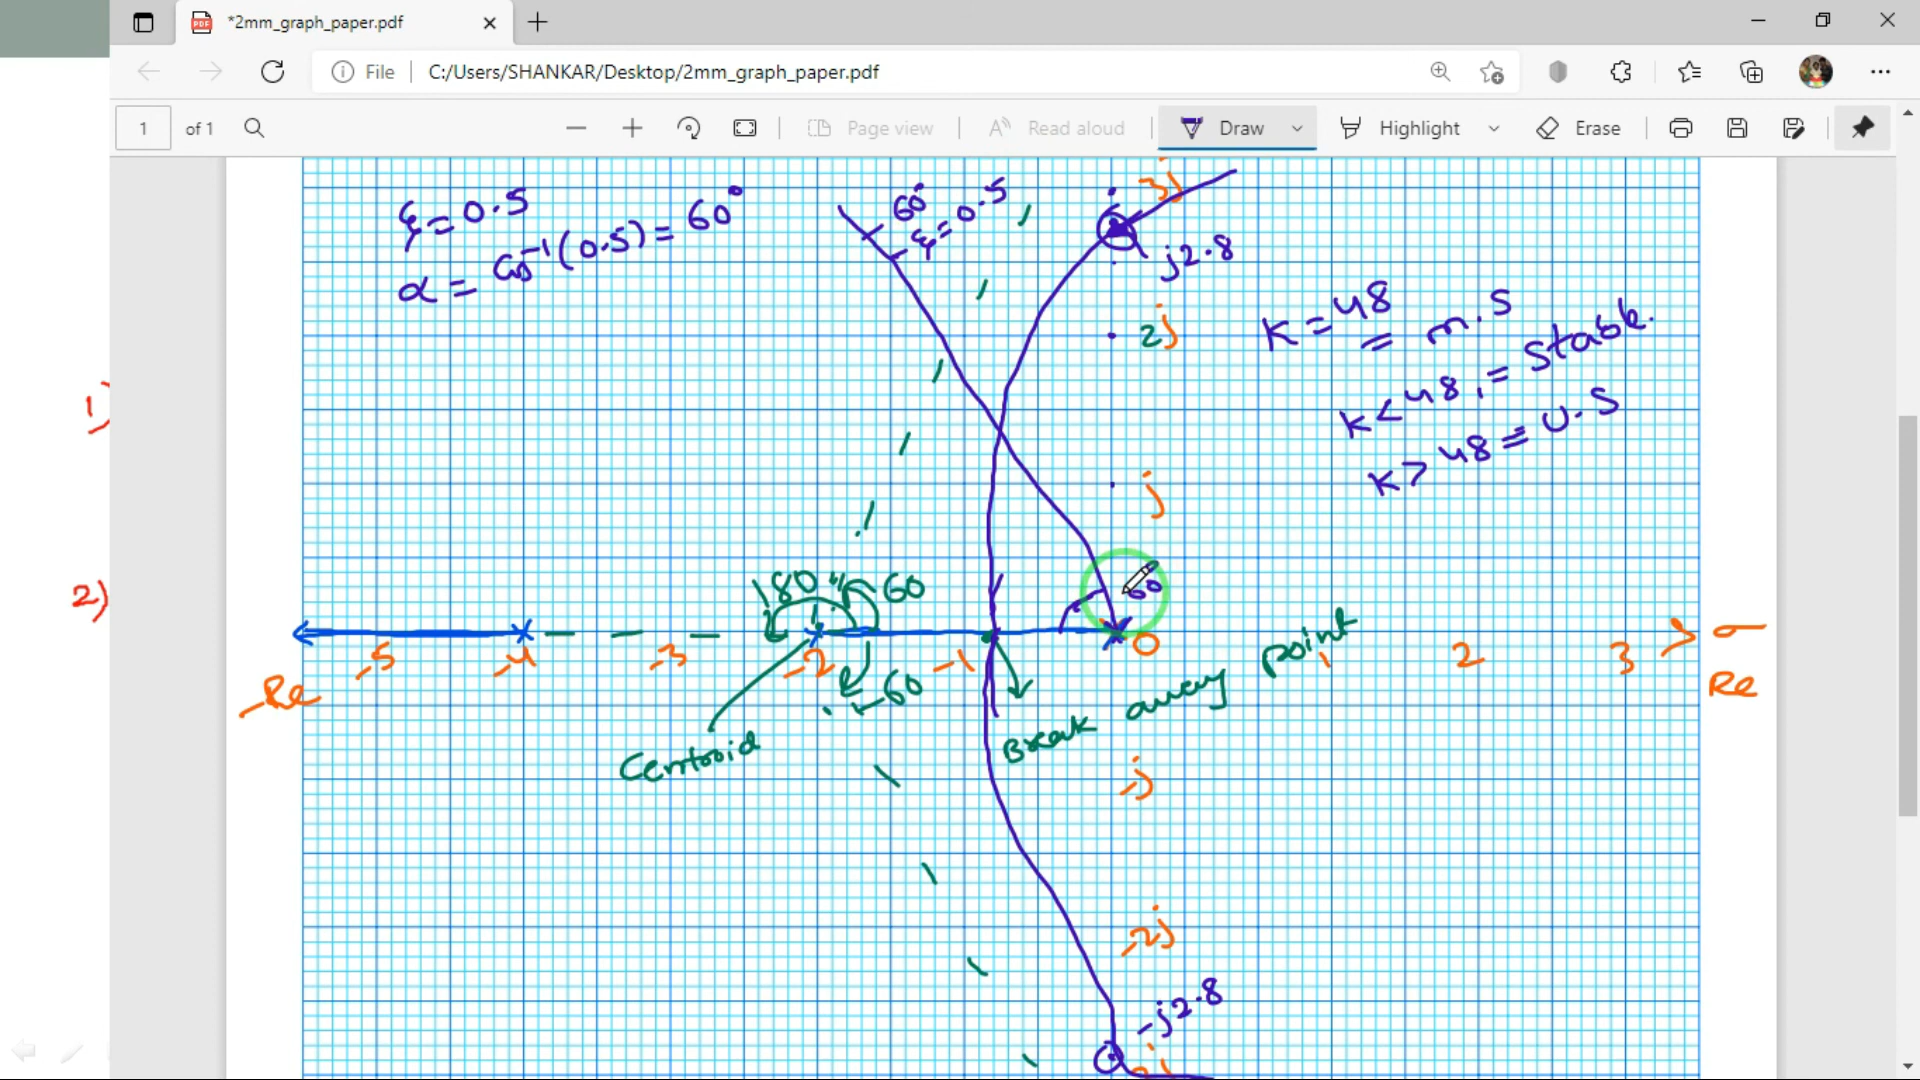 *2mm_graph_paper.pdf
File
C:/Users/SHANKAR/Desktop/2mm_graph_paper.pdf
1 of 1
Page view
Read aloud
Draw
Highlight
Erase
ξ = 0.5
α = cos⁻¹(0.5) = 60°
60°
ξ = 0.5
3j
j2.8
2j
K = 48 = m.s
K < 48, = stable.
K > 48 = U.S
j
1)
2)
180
60
60
-60
-5
-4
-3
-2
-1
0
1
2
3
σ
-Re
Re
Centroid
Break away point
-j
-2j
-j2.8